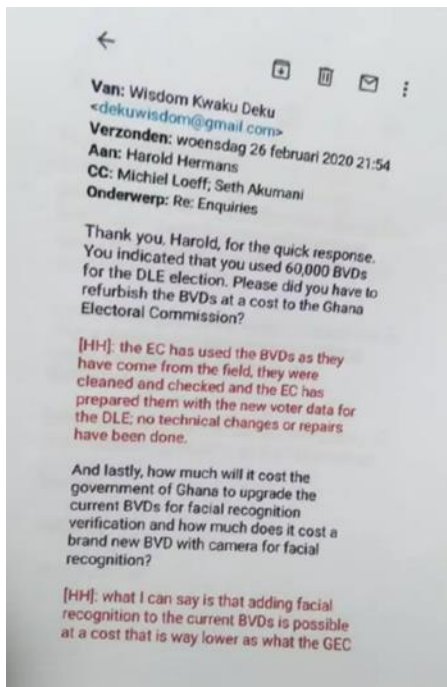 Van: Wisdom Kwaku Deku
<dekuwisdom@gmail.com>
Verzonden: woensdag 26 februari 2020 21:54
Aan: Harold Hermans
CC: Michiel Loeff; Seth Akumani
Onderwerp: Re: Enquiries
Thank you, Harold, for the quick response.
You indicated that you used 60,000 BVDs
for the DLE election. Please did you have to
refurbish the BVDs at a cost to the Ghana
Electoral Commission?
[HH]: the EC has used the BVDs as they
have come from the field, they were
cleaned and checked and the EC has
prepared them with the new voter data for
the DLE; no technical changes or repairs
have been done.
And lastly, how much will it cost the
government of Ghana to upgrade the
current BVDs for facial recognition
verification and how much does it cost a
brand new BVD with camera for facial
recognition?
[HH]: what I can say is that adding facial
recognition to the current BVDs is possible
at a cost that is way lower as what the GEC